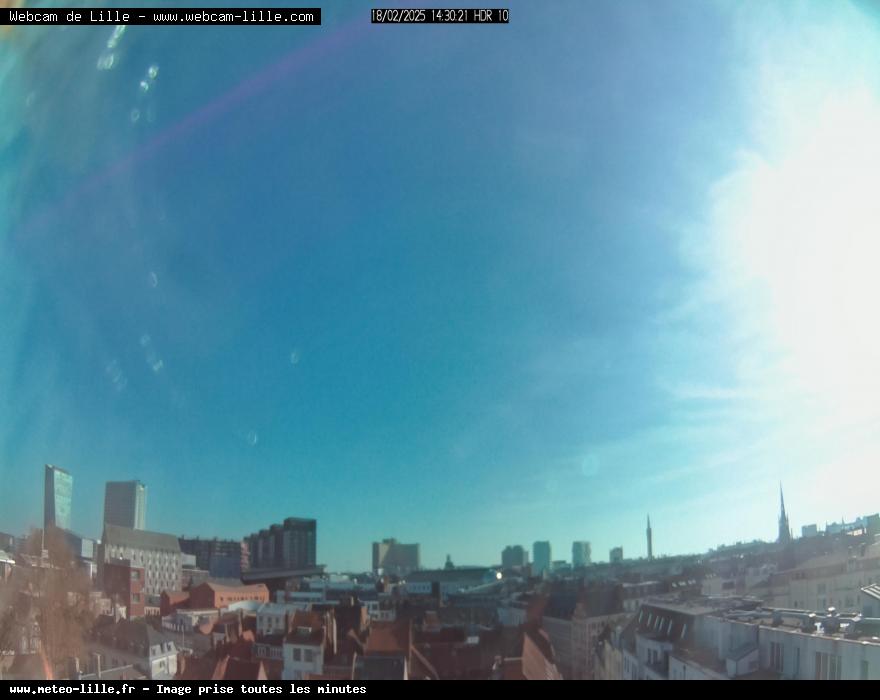 Webcam de Lille - www.webcam-lille.com
18/02/2025 14:30:21 HDR 10
www.meteo-lille.fr - Image prise toutes les minutes